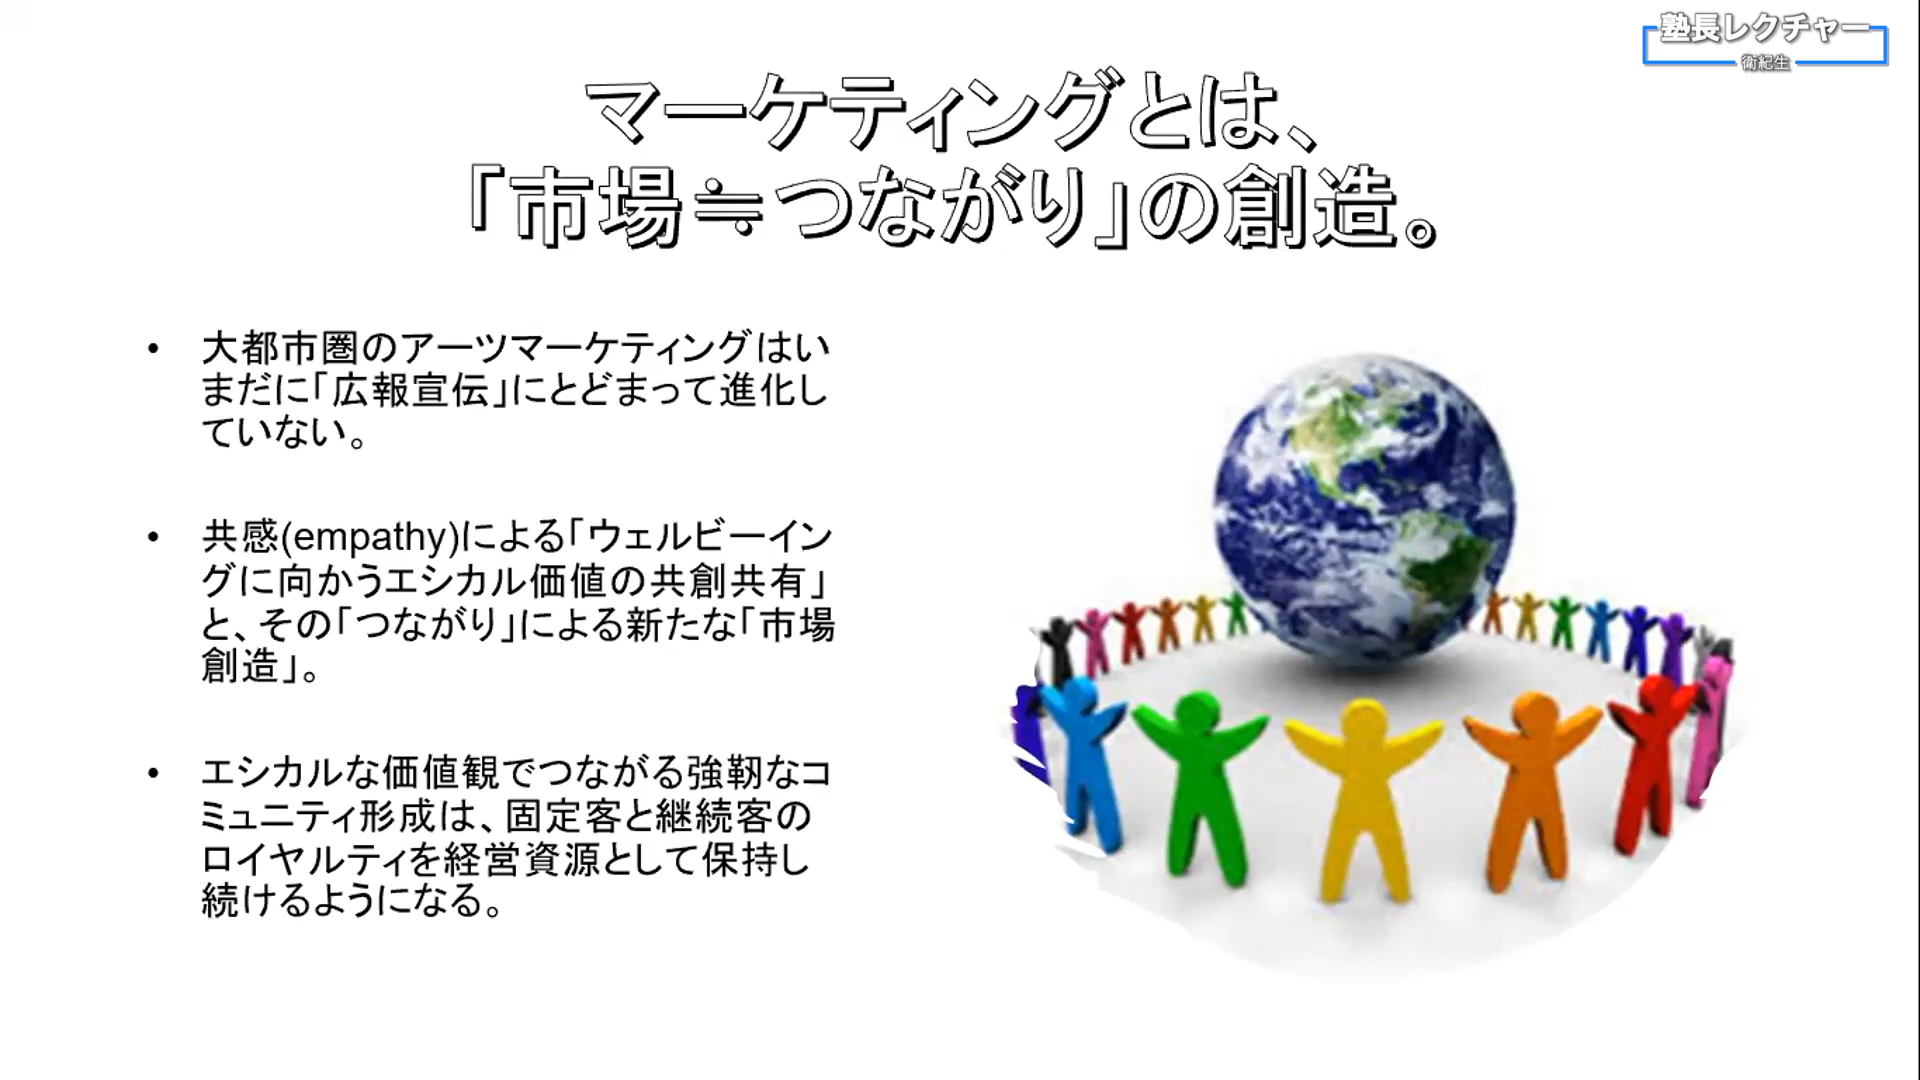 塾長レクチャー
衛紀生
マーケティングとは、
「市場≒つながり」の創造。
• 大都市圏のアーツマーケティングはい
まだに「広報宣伝」にとどまって進化し
ていない。
• 共感(empathy)による「ウェルビーイン
グに向かうエシカル価値の共創共有」
と、その「つながり」による新たな「市場
創造」。
• エシカルな価値観でつながる強靭なコ
ミュニティ形成は、固定客と継続客の
ロイヤルティを経営資源として保持し
続けるようになる。